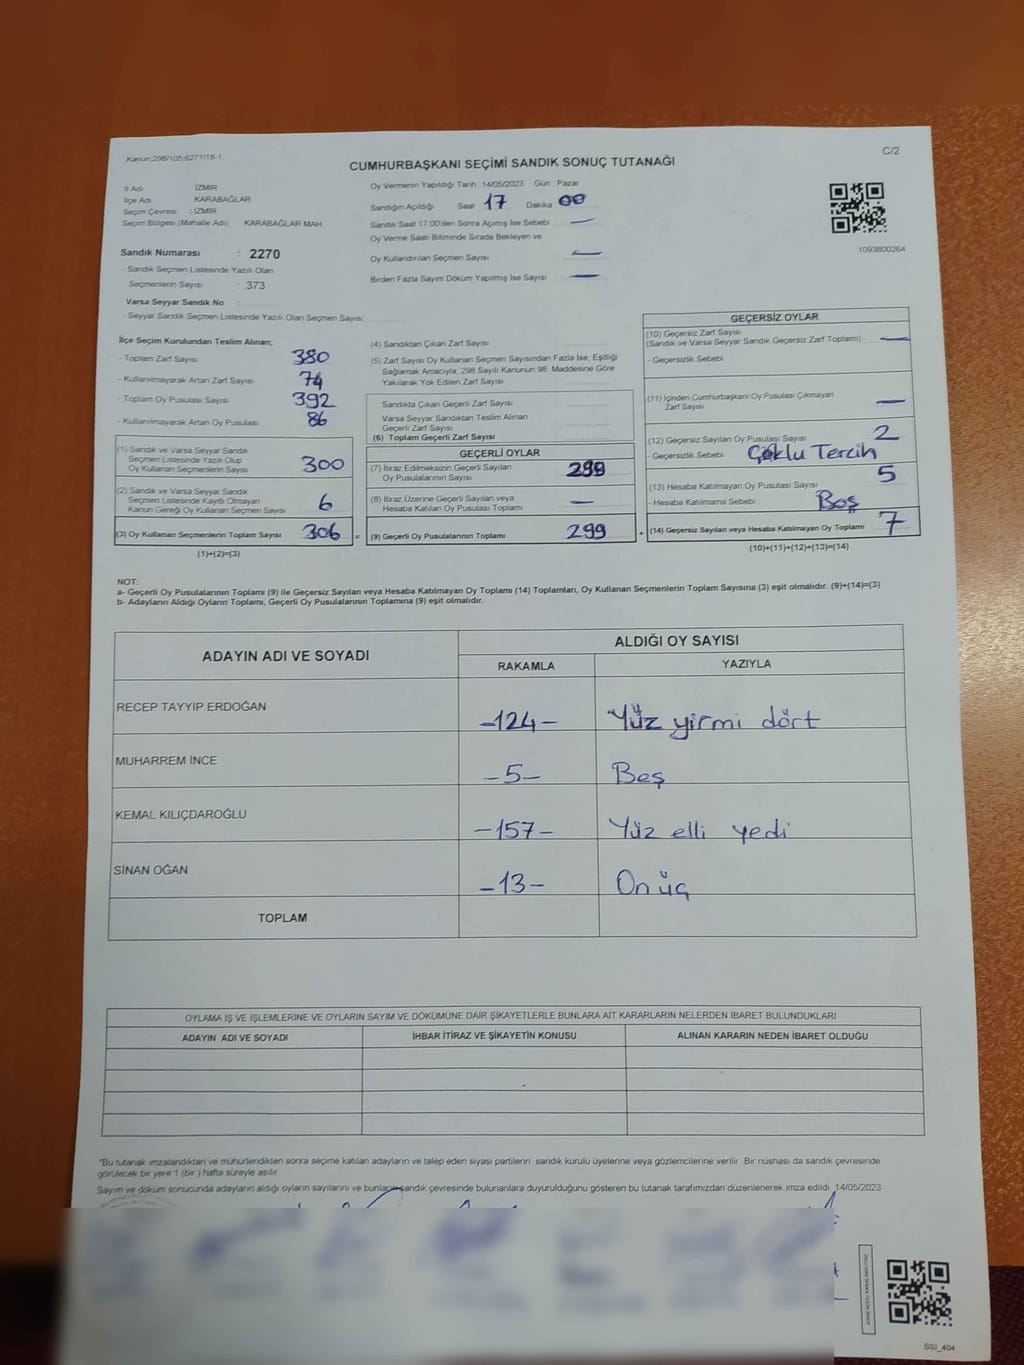 Kanun:298/105;6271/18-1
CUMHURBAŞKANI SEÇİMİ SANDIK SONUÇ TUTANAĞI
C/2
İl Adı İZMİR
İlçe Adı KARABAĞLAR
Seçim Çevresi : İZMİR
Seçim Bölgesi (Mahalle Adı) KARABAĞLAR MAH
Sandık Numarası : 2270
- Sandık Seçmen Listesinde Yazılı Olan
Seçmenlerin Sayısı : 373
Varsa Seyyar Sandık No :
- Seyyar Sandık Seçmen Listesinde Yazılı Olan Seçmen Sayısı:
Oy Vermenin Yapıldığı Tarih 14/05/2023 Gün Pazar
Sandığın Açıldığı Saat 17 Dakika 00
Sandık Saat 17:00'den Sonra Açılmış İse Sebebi —
Oy Verme Saati Bitiminde Sırada Bekleyen ve
Oy Kullandırılan Seçmen Sayısı —
Birden Fazla Sayım Döküm Yapılmış İse Sayısı —
1093800264
İlçe Seçim Kurulundan Teslim Alınan;
- Toplam Zarf Sayısı 380
- Kullanılmayarak Artan Zarf Sayısı 74
- Toplam Oy Pusulası Sayısı 392
- Kullanılmayarak Artan Oy Pusulası 86
(1) Sandık ve Varsa Seyyar Sandık
Seçmen Listesinde Yazılı Olup
Oy Kullanan Seçmenlerin Sayısı 300
(2) Sandık ve Varsa Seyyar Sandık
Seçmen Listesinde Kayıtlı Olmayan
Kanun Gereği Oy Kullanan Seçmen Sayısı 6
(3) Oy Kullanan Seçmenlerin Toplam Sayısı 306 =
(1)+(2)=(3)
(4) Sandıktan Çıkan Zarf Sayısı
(5) Zarf Sayısı Oy Kullanan Seçmen Sayısından Fazla İse, Eşitliği
Sağlamak Amacıyla; 298 Sayılı Kanunun 98. Maddesine Göre
Yakılarak Yok Edilen Zarf Sayısı
Sandıkta Çıkan Geçerli Zarf Sayısı
Varsa Seyyar Sandıktan Teslim Alınan
Geçerli Zarf Sayısı
(6) Toplam Geçerli Zarf Sayısı
GEÇERLİ OYLAR
(7) İtiraz Edilmeksizin Geçerli Sayılan
Oy Pusulalarının Sayısı 299
(8) İtiraz Üzerine Geçerli Sayılan veya
Hesaba Katılan Oy Pusulası Toplamı —
(9) Geçerli Oy Pusulalarının Toplamı 299 +
GEÇERSİZ OYLAR
(10) Geçersiz Zarf Sayısı
(Sandık ve Varsa Seyyar Sandık Geçersiz Zarf Toplamı) —
- Geçersizlik Sebebi
(11) İçinden Cumhurbaşkanı Oy Pusulası Çıkmayan
Zarf Sayısı —
(12) Geçersiz Sayılan Oy Pusulası Sayısı 2
- Geçersizlik Sebebi : Çoklu Tercih
(13) Hesaba Katılmayan Oy Pusulası Sayısı 5
- Hesaba Katılmama Sebebi : Boş
(14) Geçersiz Sayılan veya Hesaba Katılmayan Oy Toplamı 7
(10)+(11)+(12)+(13)=(14)
NOT:
a- Geçerli Oy Pusulalarının Toplamı (9) ile Geçersiz Sayılan veya Hesaba Katılmayan Oy Toplamı (14) Toplamları, Oy Kullanan Seçmenlerin Toplam Sayısına (3) eşit olmalıdır. (9)+(14)=(3)
b- Adayların Aldığı Oyların Toplamı, Geçerli Oy Pusulalarının Toplamına (9) eşit olmalıdır.
ADAYIN ADI VE SOYADI
ALDIĞI OY SAYISI
RAKAMLA YAZIYLA
RECEP TAYYİP ERDOĞAN -124- Yüz yirmi dört
MUHARREM İNCE -5- Beş
KEMAL KILIÇDAROĞLU -157- Yüz elli yedi
SİNAN OĞAN -13- On üç
TOPLAM
OYLAMA İŞ VE İŞLEMLERİNE VE OYLARIN SAYIM VE DÖKÜMÜNE DAİR ŞİKAYETLERLE BUNLARA AİT KARARLARIN NELERDEN İBARET BULUNDUKLARI
ADAYIN ADI VE SOYADI İHBAR İTİRAZ VE ŞİKAYETİN KONUSU ALINAN KARARIN NEDEN İBARET OLDUĞU
*Bu tutanak imzalandıktan ve mühürlendikten sonra seçime katılan adayların ve talep eden siyasi partilerin sandık kurulu üyelerine veya gözlemcilerine verilir. Bir nüshası da sandık çevresinde
görülecek bir yere 1 (bir ) hafta süreyle asılır.
Sayım ve döküm sonucunda adayların aldığı oyların sayılarını ve bunların sandık çevresinde bulunanlara duyurulduğunu gösteren bu tutanak tarafımızdan düzenlenerek imza edildi. 14/05/2023
SSI_404